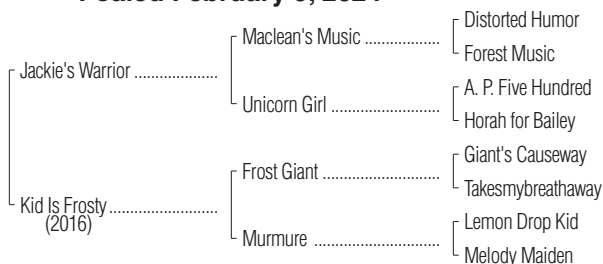 Foaled February 2024
Distorted Humor
Maclean's Music ..................
Forest Music
Jackie's Warrior ....................
A. P. Five Hundred
Unicorn Girl ..........................
Horah for Bailey
Giant's Causeway
Frost Giant ............................
Takesmybreathaway
Kid Is Frosty ..........................
(2016)
Lemon Drop Kid
Murmure ..............................
Melody Maiden